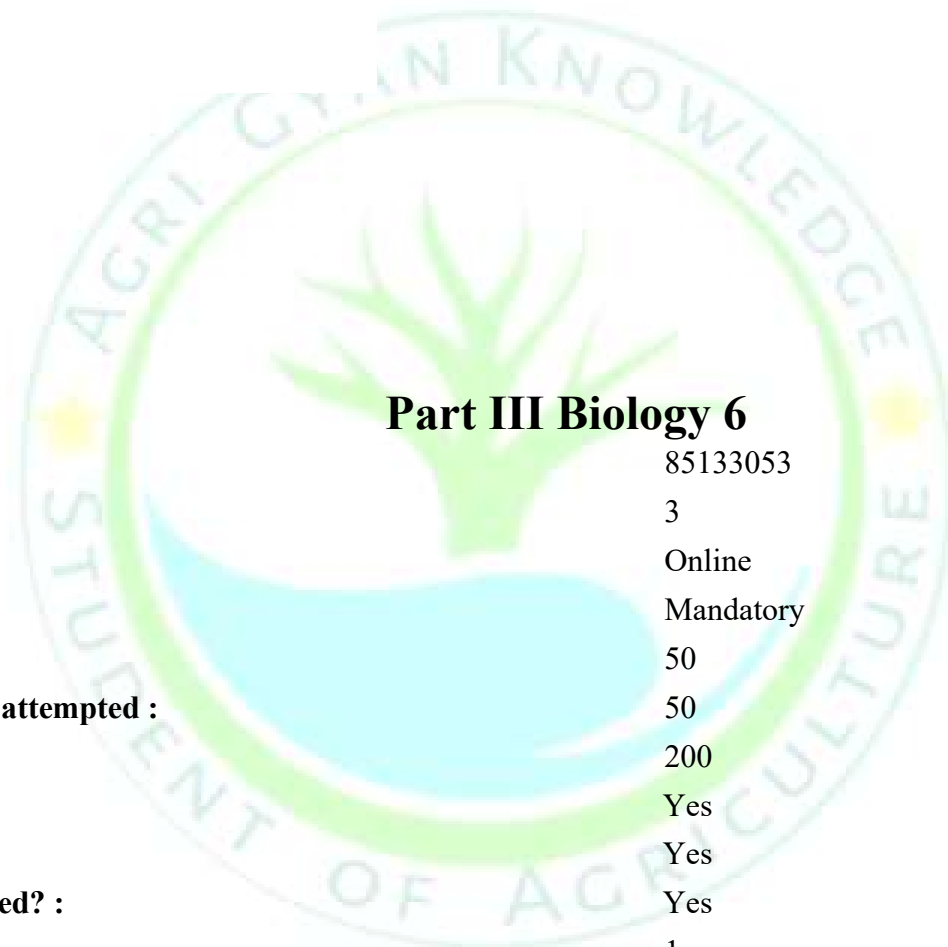 AGRI GYAN KNOWLEDGE
STUDENT OF AGRICULTURE
Part III Biology 6
85133053
3
Online
Mandatory
50
attempted : 50
200
Yes
Yes
ed? : Yes